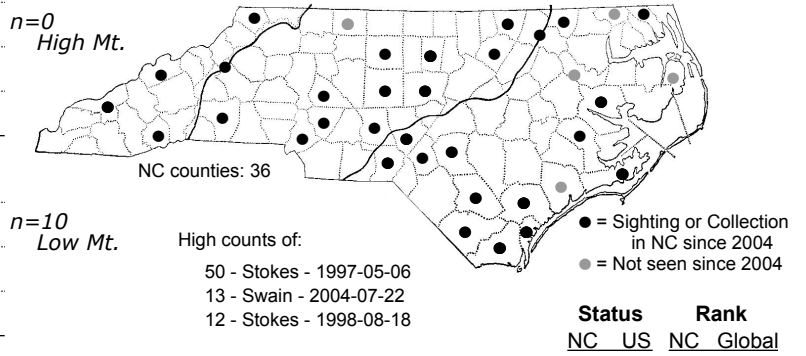 n=0
High Mt.
NC counties: 36
n=10
Low Mt.
High counts of:
50 - Stokes - 1997-05-06
13 - Swain - 2004-07-22
12 - Stokes - 1998-08-18
= Sighting or Collection
in NC since 2004
= Not seen since 2004
Status Rank
NC US NC Global